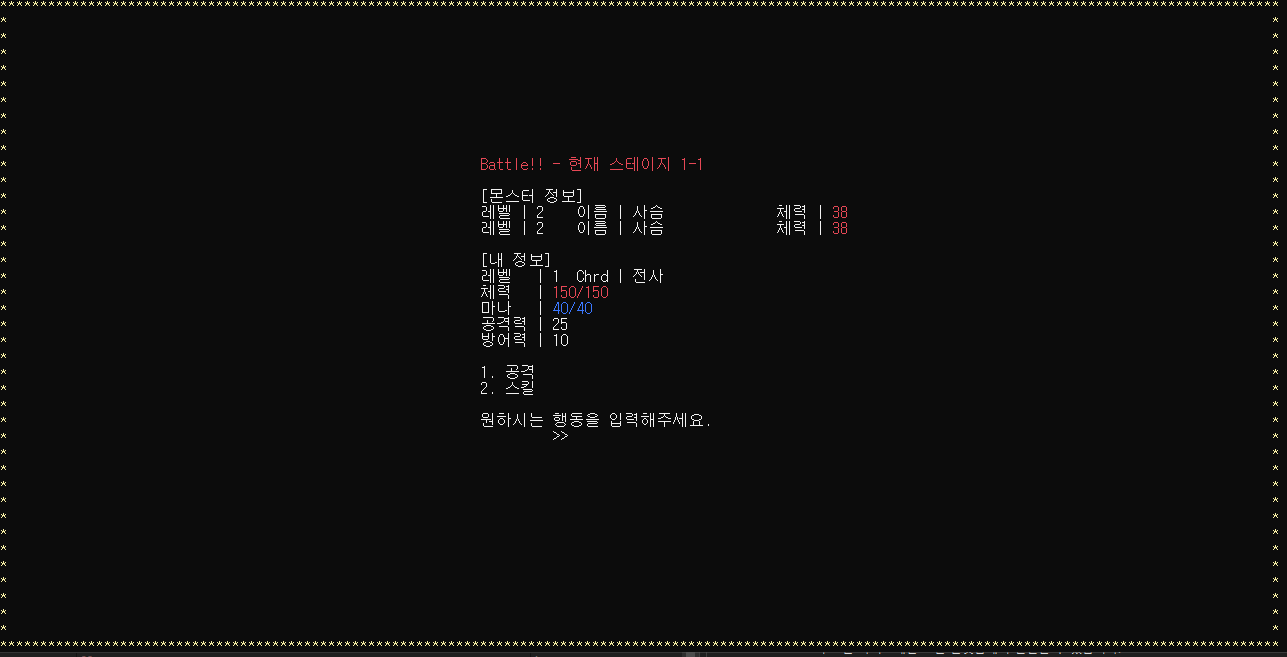 Battle!! - 현재 스테이지 1-1
[몬스터 정보]
레벨 | 2 이름 | 사슴 체력 | 38
레벨 | 2 이름 | 사슴 체력 | 38
[내 정보]
레벨 | 1 Chrd | 전사
체력 | 150/150
마나 | 40/40
공격력 | 25
방어력 | 10
1. 공격
2. 스킬
원하시는 행동을 입력해주세요.
>>